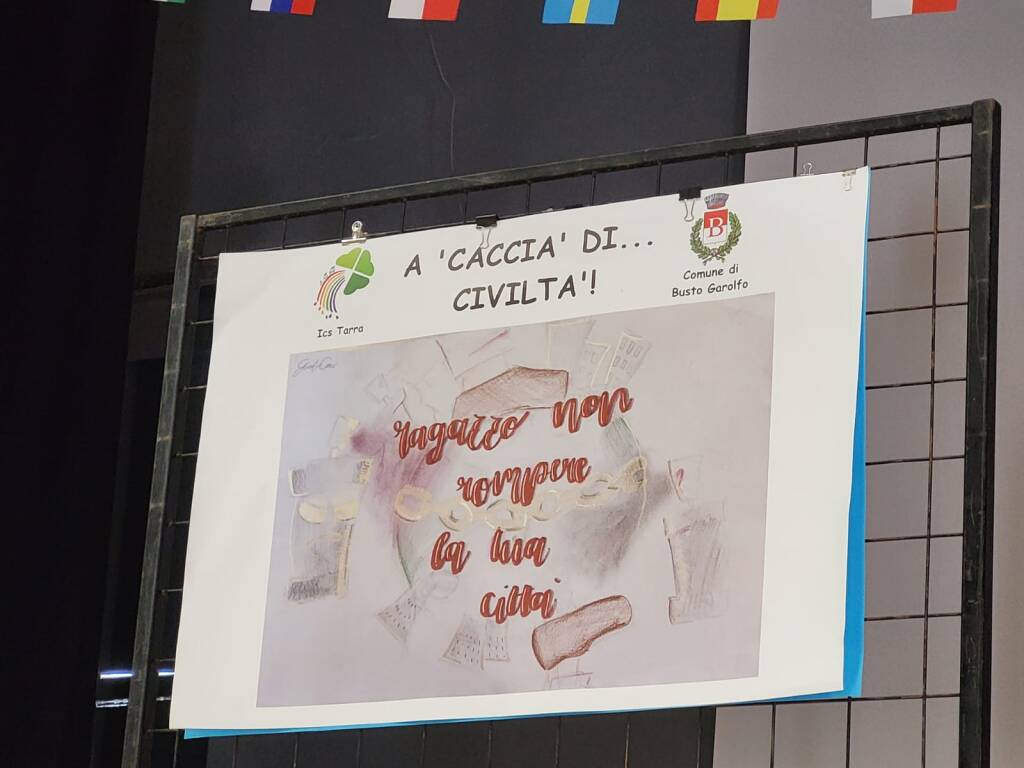 A 'CACCIA' DI...
CIVILTA'!
Ics Tarra
B
Comune di
Busto Garolfo
ragazzo non
rompere
la tua
città